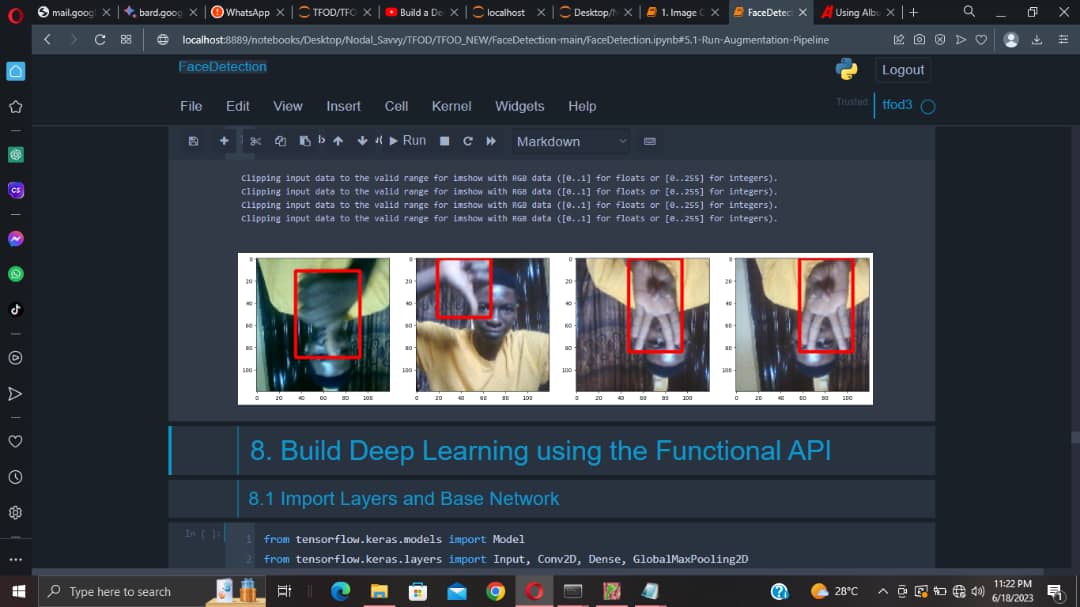 mail.goog
bard.goog
WhatsApp
TFOD/TFO
Build a De
localhost
Desktop/N
1. Image C
FaceDetec
Using Albu
localhost:8889/notebooks/Desktop/Nodal_Savvy/TFOD/TFOD_NEW/FaceDetection-main/FaceDetection.ipynb#5.1-Run-Augmentation-Pipeline
FaceDetection
Logout
File Edit View Insert Cell Kernel Widgets Help
Trusted
tfod3
Run
Markdown
Clipping input data to the valid range for imshow with RGB data ([0..1] for floats or [0..255] for integers).
Clipping input data to the valid range for imshow with RGB data ([0..1] for floats or [0..255] for integers).
Clipping input data to the valid range for imshow with RGB data ([0..1] for floats or [0..255] for integers).
Clipping input data to the valid range for imshow with RGB data ([0..1] for floats or [0..255] for integers).
0 20 40 60 80 100
0 20 40 60 80 100
0 20 40 60 80 100
0 20 40 60 80 100
0 20 40 60 80 100
0 20 40 60 80 100
0 20 40 60 80 100
0 20 40 60 80 100
8. Build Deep Learning using the Functional API
8.1 Import Layers and Base Network
In [ ]:
1 from tensorflow.keras.models import Model
2 from tensorflow.keras.layers import Input, Conv2D, Dense, GlobalMaxPooling2D
CS
Type here to search
28°C
11:22 PM
6/18/2023
1